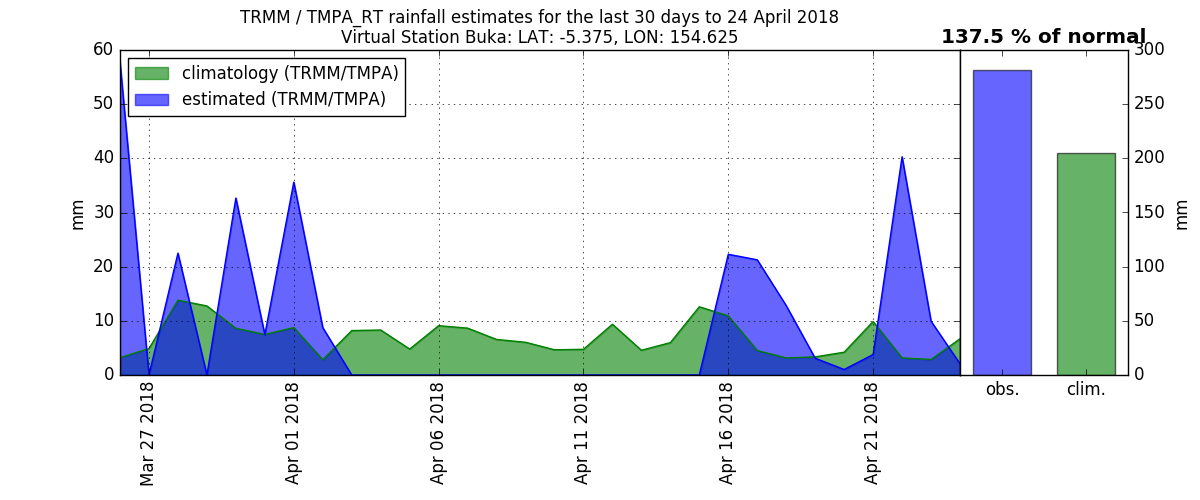 TRMM / TMPA_RT rainfall estimates for the last 30 days to 24 April 2018
Virtual Station Buka: LAT: -5.375, LON: 154.625
137.5 % of normal
climatology (TRMM/TMPA)
estimated (TRMM/TMPA)
60
50
40
30
20
10
0
mm
Mar 27 2018
Apr 01 2018
Apr 06 2018
Apr 11 2018
Apr 16 2018
Apr 21 2018
obs.
clim.
300
250
200
150
100
50
0
mm